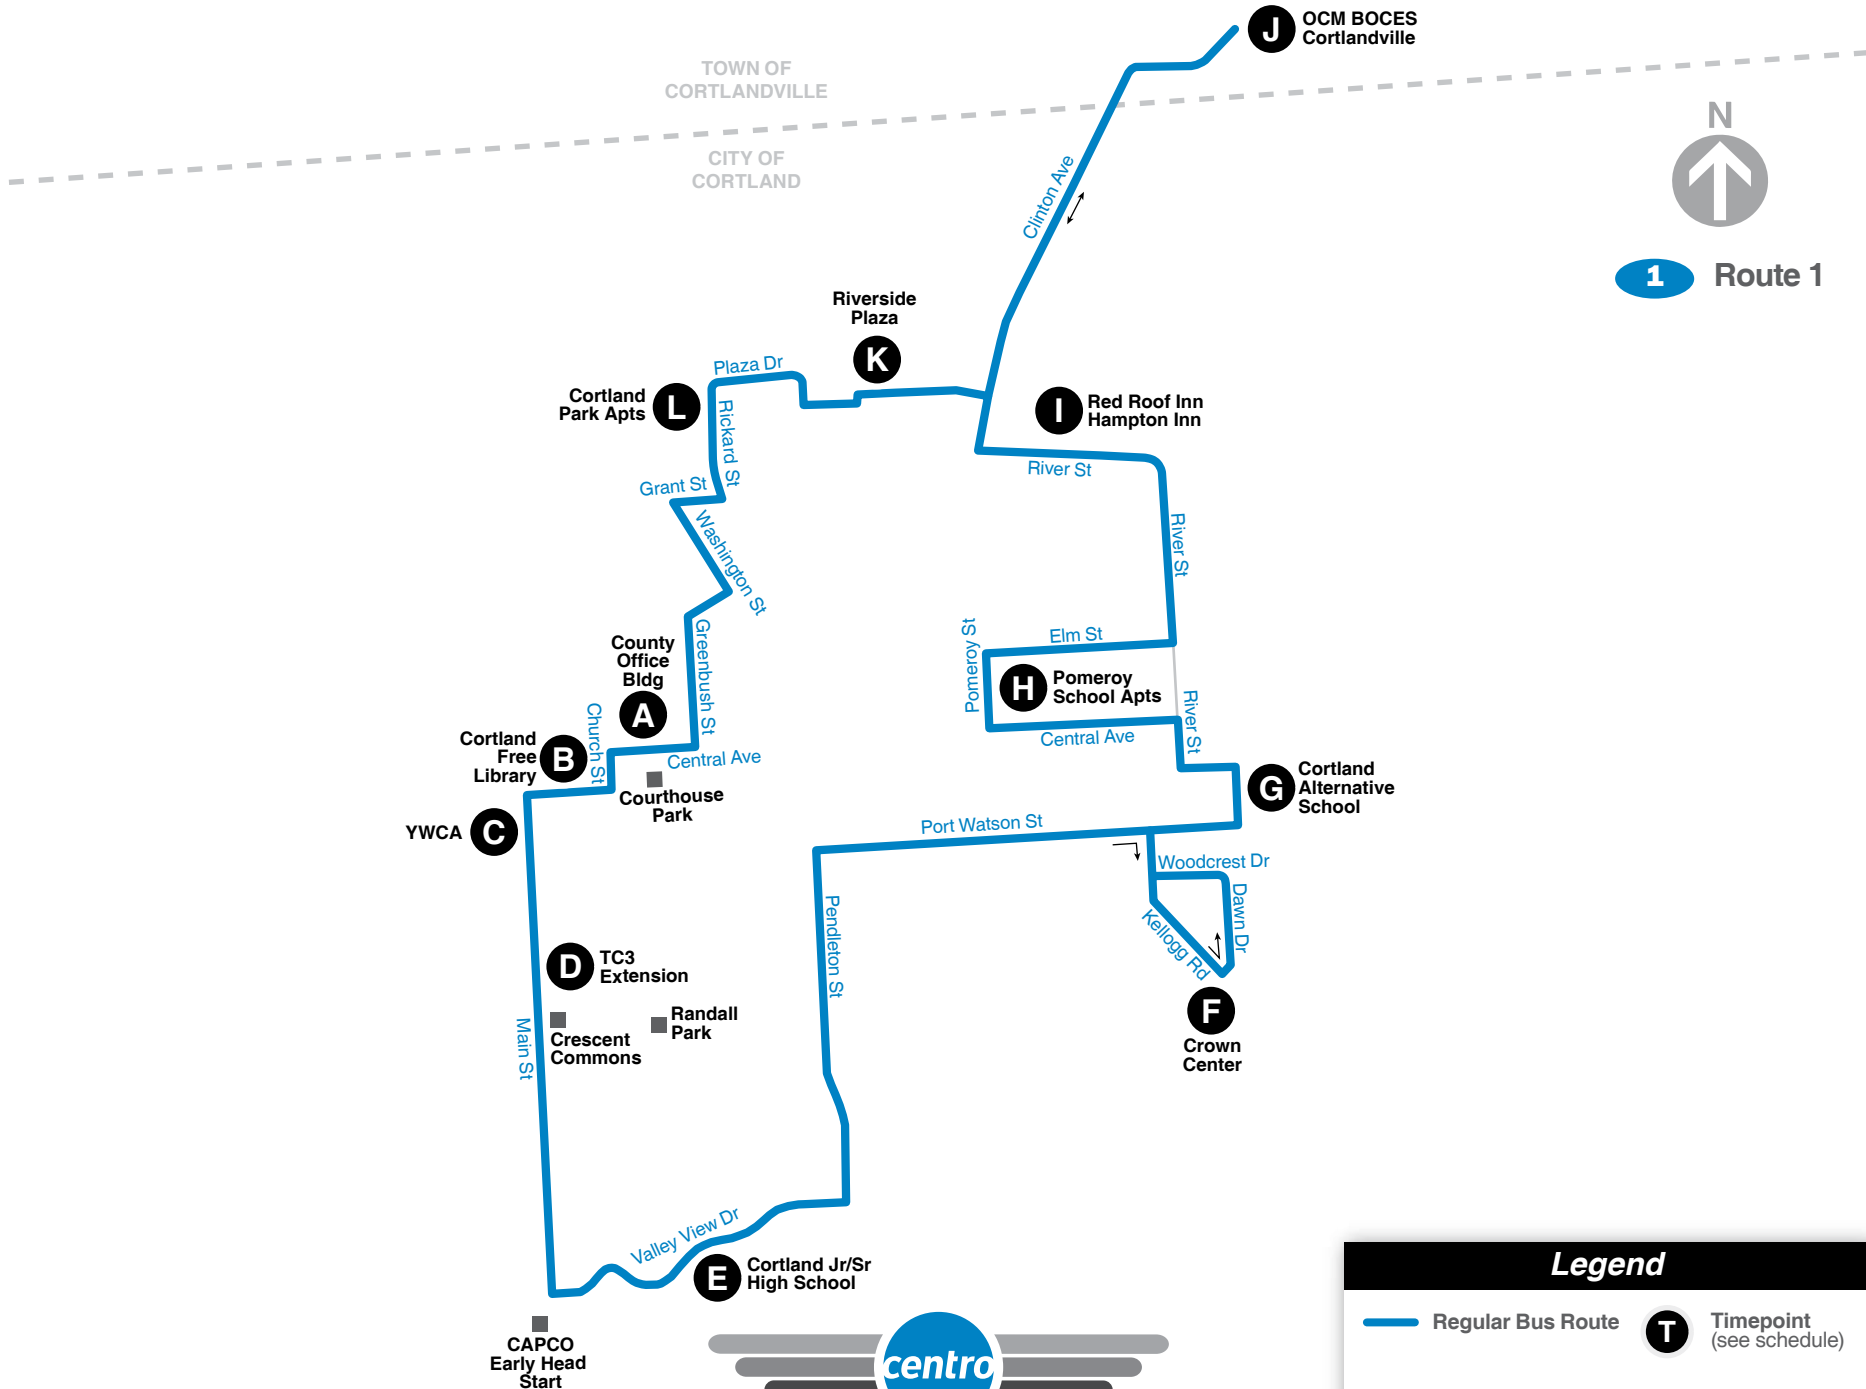 J
OCM BOCES
Cortlandville
TOWN OF
CORTLANDVILLE
CITY OF
CORTLAND
N
1 Route 1
Clinton Ave
Riverside
Plaza
K
Plaza Dr
Cortland
Park Apts
L
Rickard St
I
Red Roof Inn
Hampton Inn
River St
Grant St
Washington St
River St
County
Office
Bldg
A
Greenbush St
Pomeroy St
Elm St
H
Pomeroy
School Apts
Central Ave
River St
Church St
Cortland
Free
Library
B
Central Ave
Courthouse
Park
YWCA
C
G
Cortland
Alternative
School
Port Watson St
Woodcrest Dr
Dawn Dr
Kellogg Rd
F
Crown
Center
Pendleton St
D
TC3
Extension
Crescent
Commons
Randall
Park
Main St
Valley View Dr
E
Cortland Jr/Sr
High School
CAPCO
Early Head
Start
centro
Legend
Regular Bus Route
T
Timepoint
(see schedule)